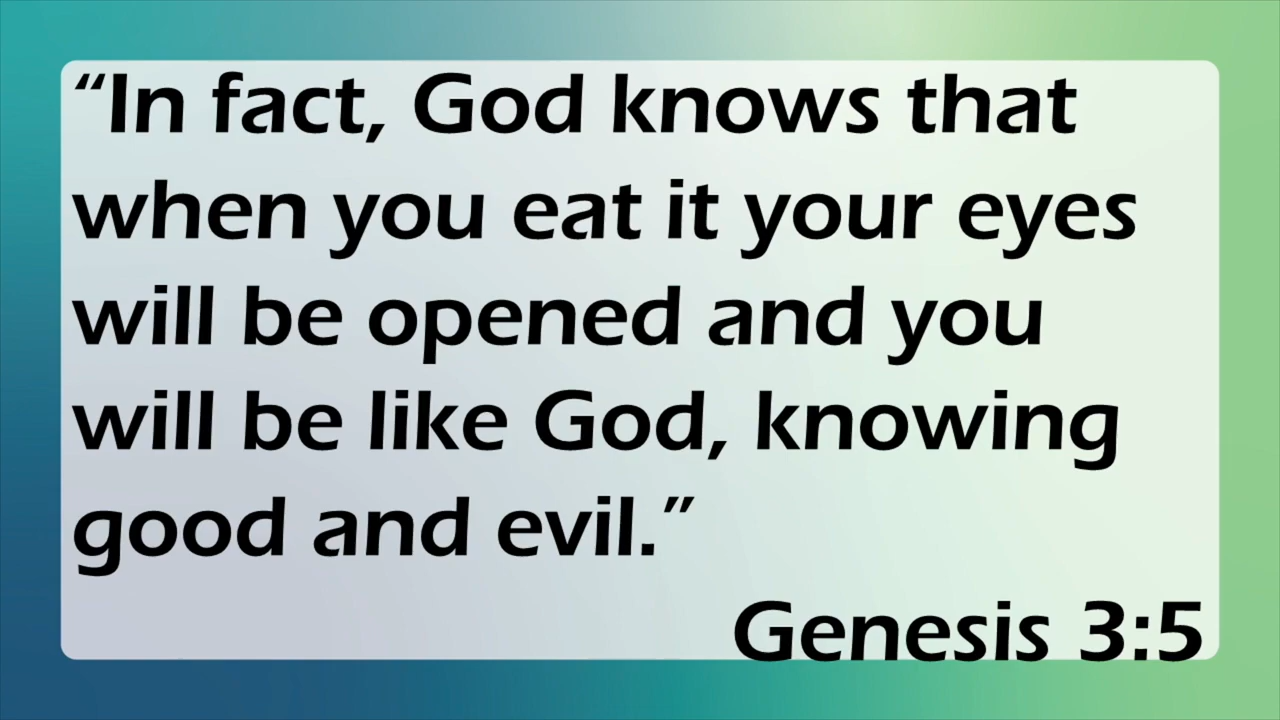 “In fact, God knows that
when you eat it your eyes
will be opened and you
will be like God, knowing
good and evil.”
Genesis 3:5